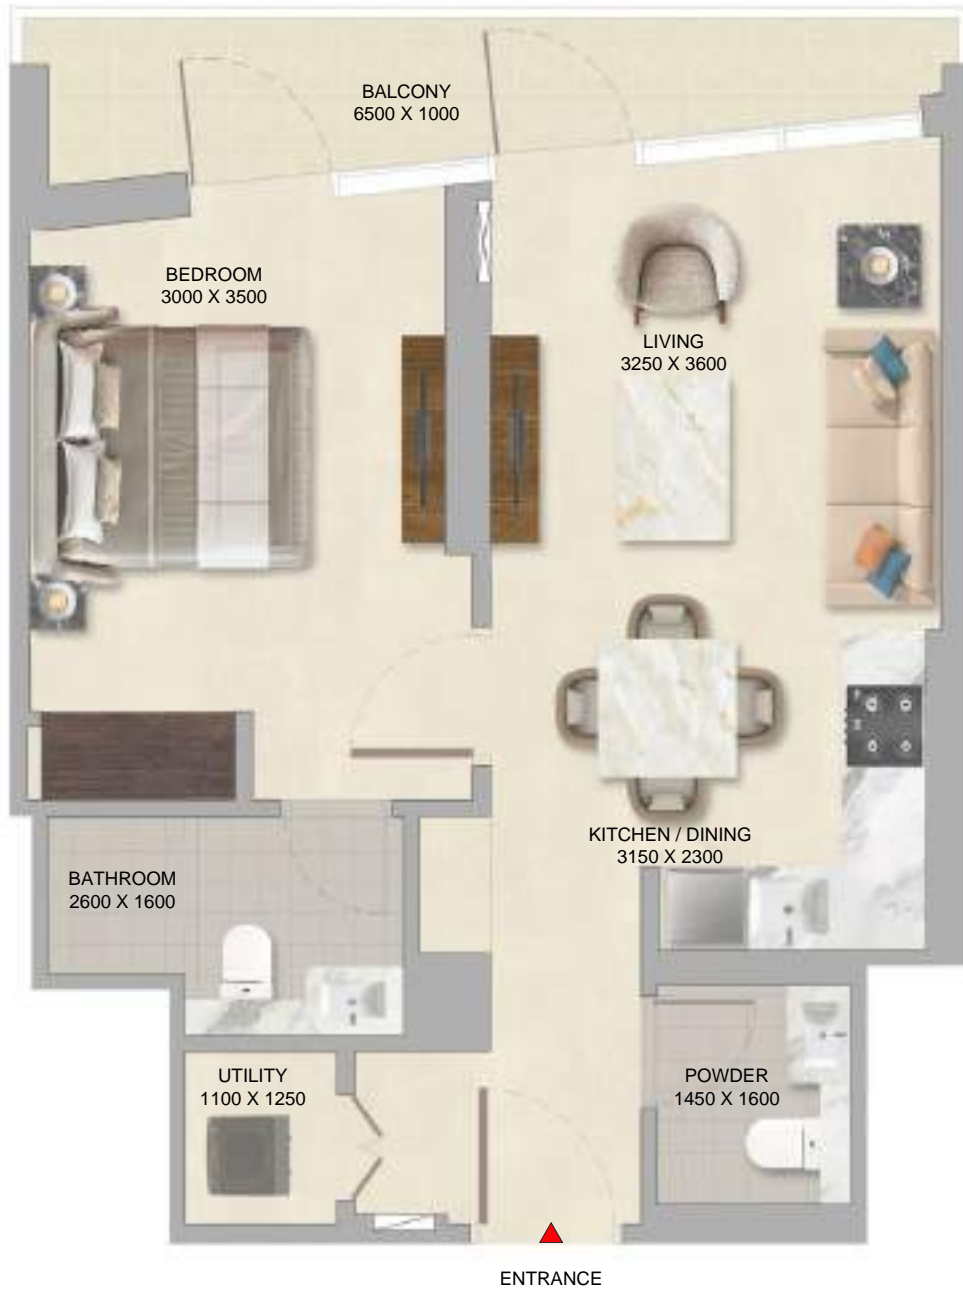 BALCONY
6500 X 1000
BEDROOM
3000 X 3500
LIVING
3250 X 3600
KITCHEN / DINING
3150 X 2300
BATHROOM
2600 X 1600
UTILITY
1100 X 1250
POWDER
1450 X 1600
ENTRANCE